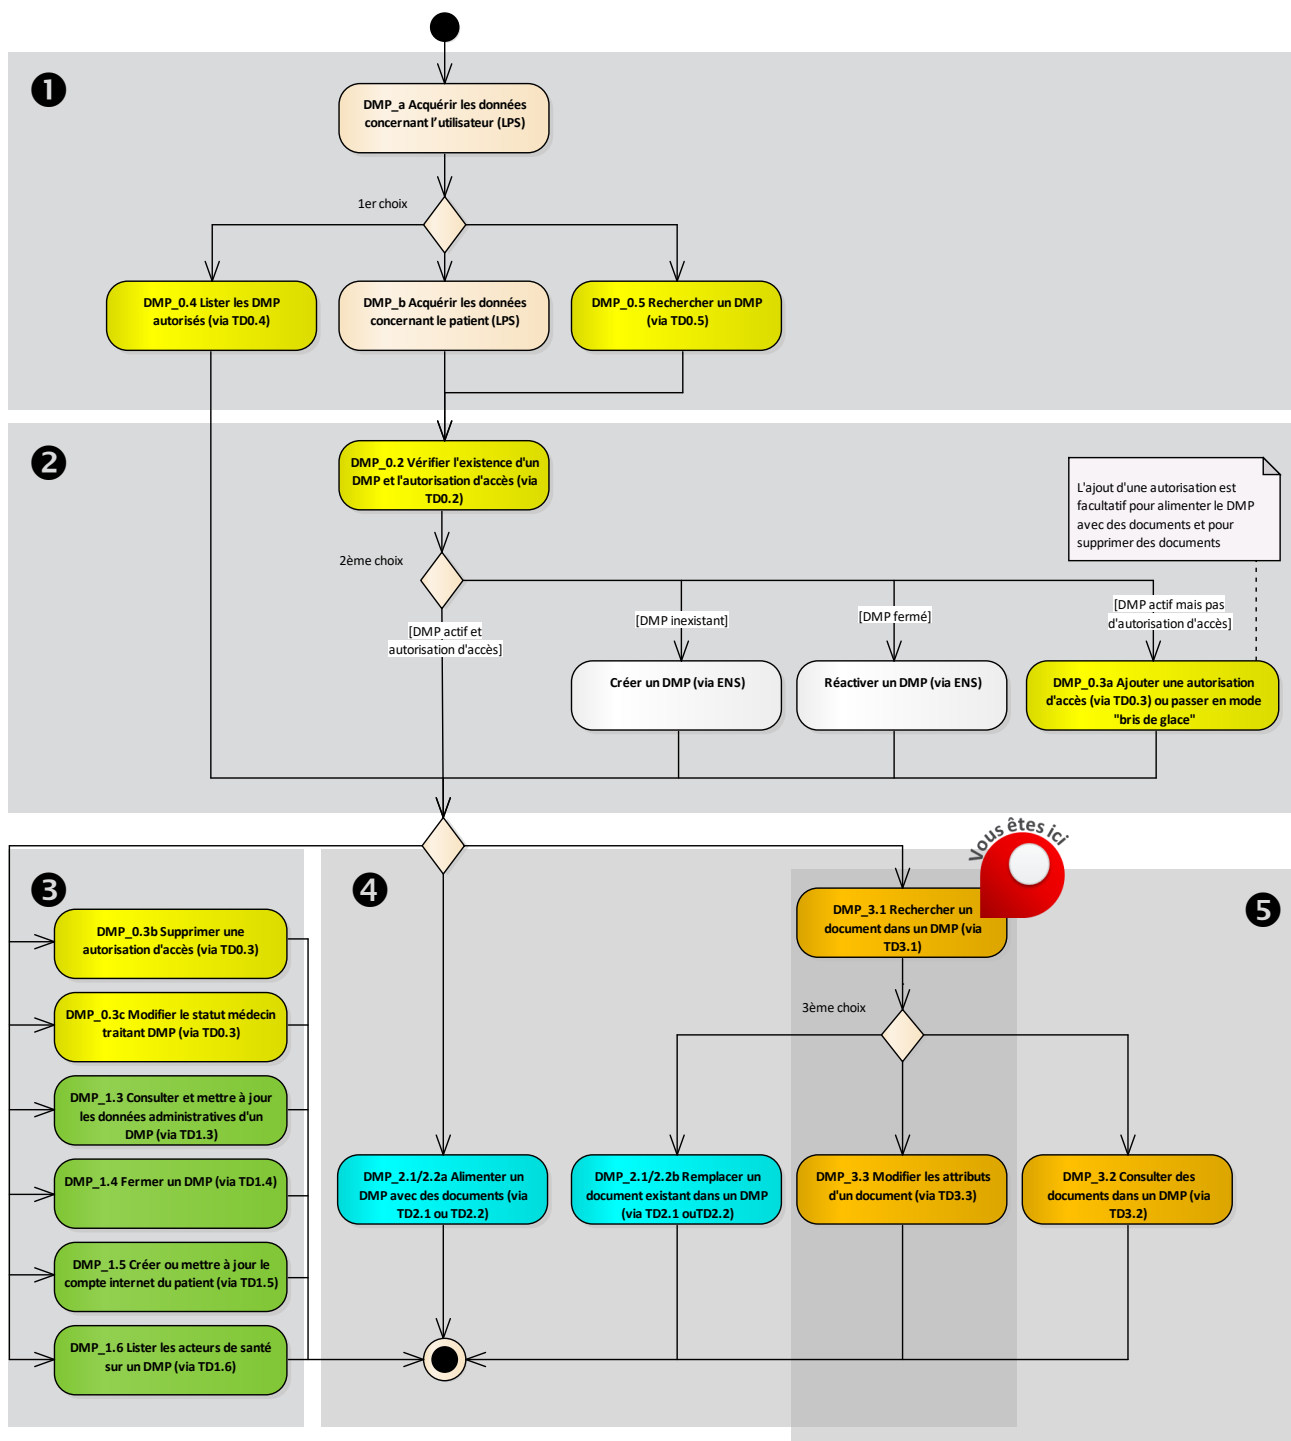 ❶
DMP_a Acquérir les données
concernant l'utilisateur (LPS)
1er choix
DMP_0.4 Lister les DMP
autorisés (via TD0.4)
DMP_b Acquérir les données
concernant le patient (LPS)
DMP_0.5 Rechercher un DMP
(via TD0.5)
❷
DMP_0.2 Vérifier l'existence d'un
DMP et l'autorisation d'accès (via
TD0.2)
L'ajout d'une autorisation est
facultatif pour alimenter le DMP
avec des documents et pour
supprimer des documents
2ème choix
[DMP actif et
autorisation d'accès]
[DMP inexistant]
[DMP fermé]
[DMP actif mais pas
d'autorisation d'accès]
Créer un DMP (via ENS)
Réactiver un DMP (via ENS)
DMP_0.3a Ajouter une autorisation
d'accès (via TD0.3) ou passer en mode
"bris de glace"
Vous êtes ici
❸
❹
❺
DMP_0.3b Supprimer une
autorisation d'accès (via TD0.3)
DMP_0.3c Modifier le statut médecin
traitant DMP (via TD0.3)
DMP_1.3 Consulter et mettre à jour
les données administratives d'un
DMP (via TD1.3)
DMP_1.4 Fermer un DMP (via TD1.4)
DMP_1.5 Créer ou mettre à jour le
compte internet du patient (via TD1.5)
DMP_1.6 Lister les acteurs de santé
sur un DMP (via TD1.6)
DMP_3.1 Rechercher un
document dans un DMP (via
TD3.1)
3ème choix
DMP_2.1/2.2a Alimenter un
DMP avec des documents (via
TD2.1 ou TD2.2)
DMP_2.1/2.2b Remplacer un
document existant dans un DMP
(via TD2.1 ouTD2.2)
DMP_3.3 Modifier les attributs
d'un document (via TD3.3)
DMP_3.2 Consulter des
documents dans un DMP (via
TD3.2)